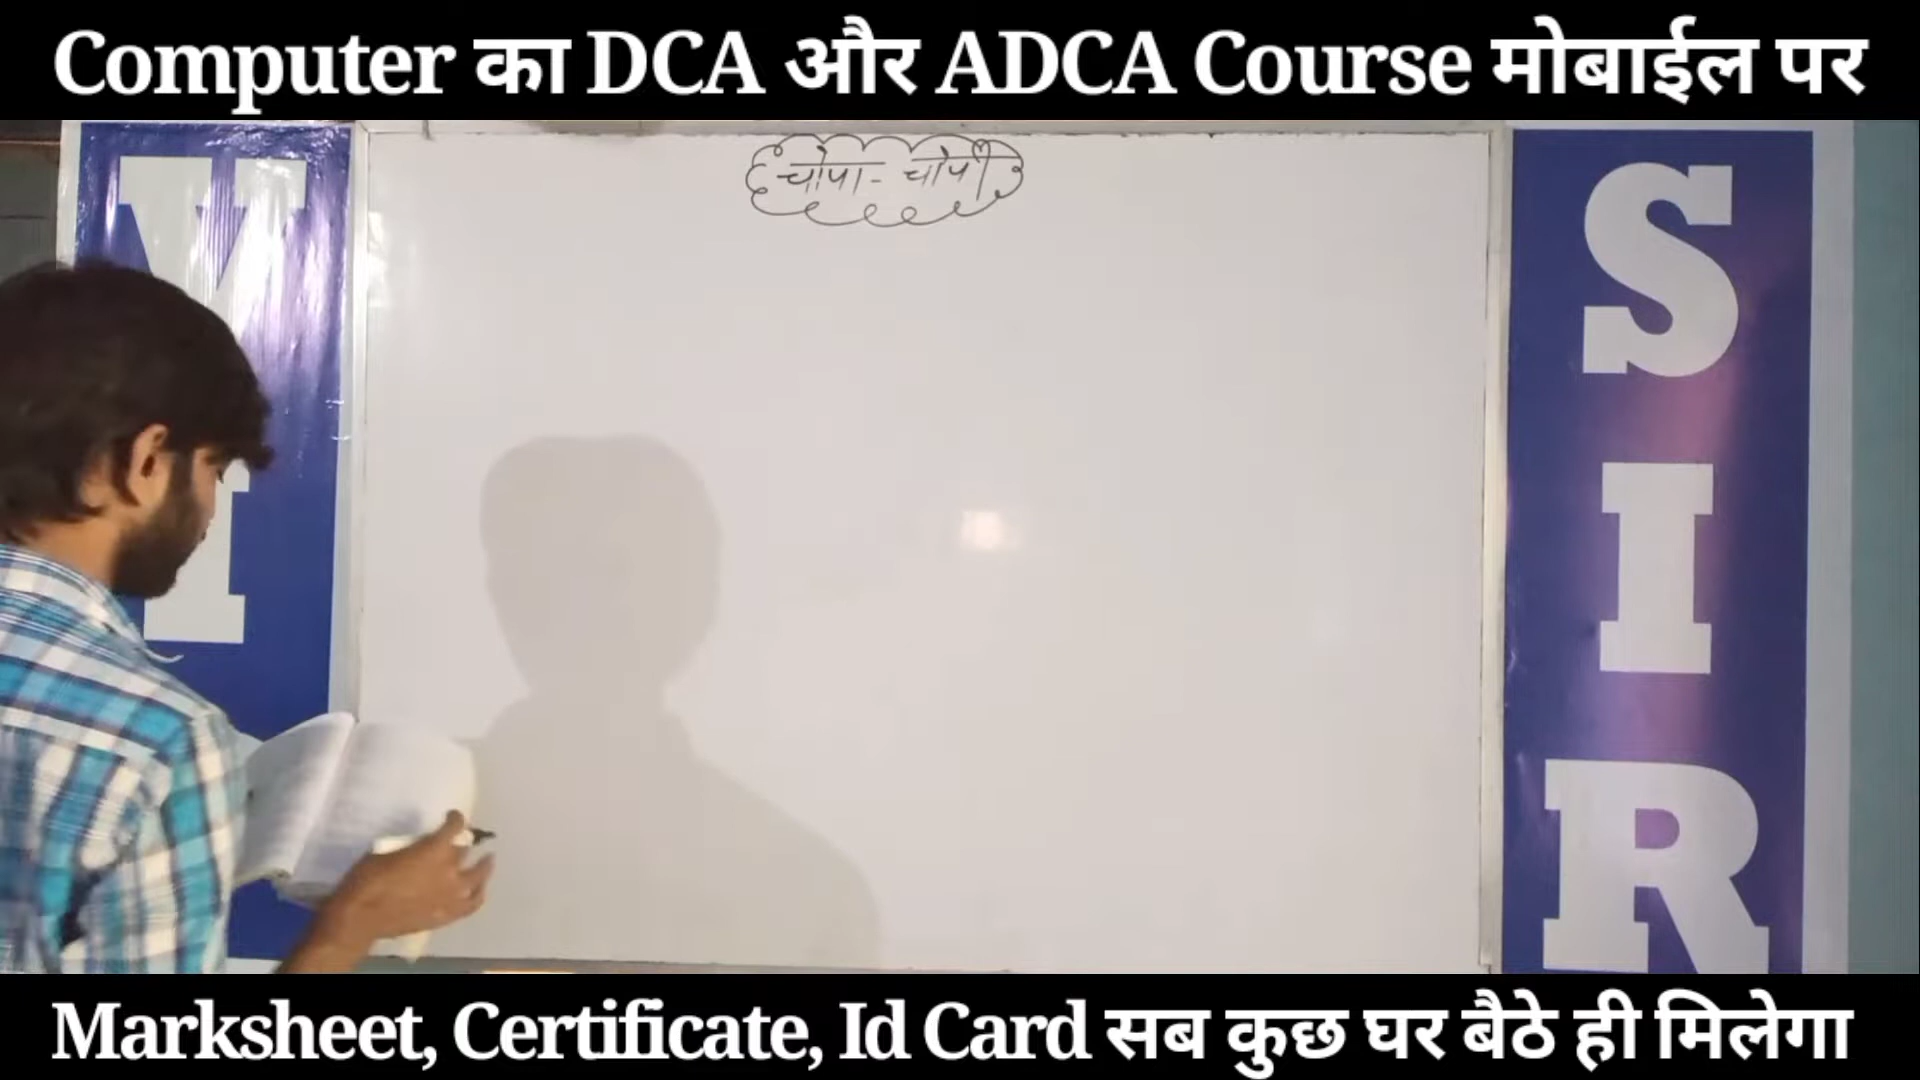 Computer का DCA और ADCA Course मोबाईल पर
चोपा - चोपी
V
I
S
I
R
Marksheet, Certificate, Id Card सब कुछ घर बैठे ही मिलेगा